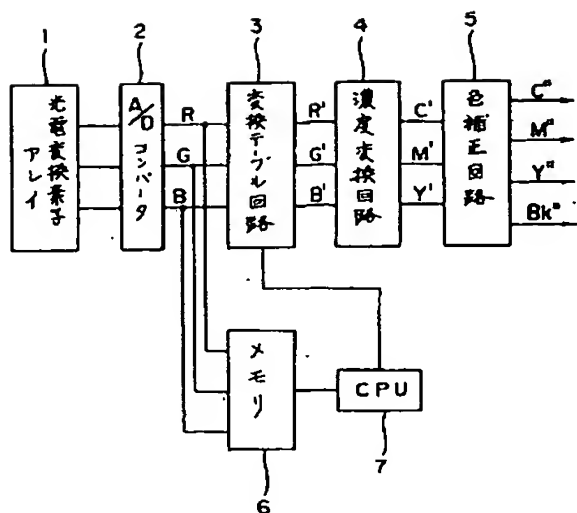 1
2
3
4
5
光電変換素子
アレイ
A/D
コンバータ
R
G
B
変換テーブル回路
R'
G'
B'
濃度変換回路
C'
M'
Y'
色補正回路
C"
M"
Y"
Bk"
メモリ
6
CPU
7